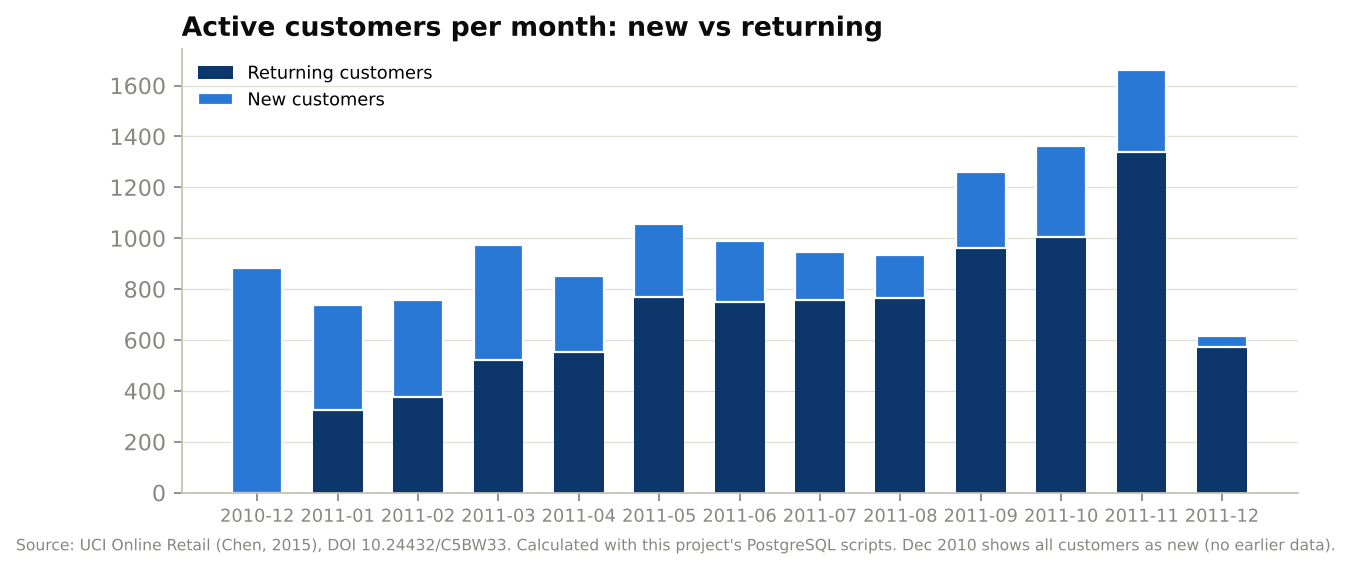 Active customers per month: new vs returning
Returning customers
New customers
1600
1400
1200
1000
800
600
400
200
0
2010-12 2011-01 2011-02 2011-03 2011-04 2011-05 2011-06 2011-07 2011-08 2011-09 2011-10 2011-11 2011-12
Source: UCI Online Retail (Chen, 2015), DOI 10.24432/C5BW33. Calculated with this project's PostgreSQL scripts. Dec 2010 shows all customers as new (no earlier data).